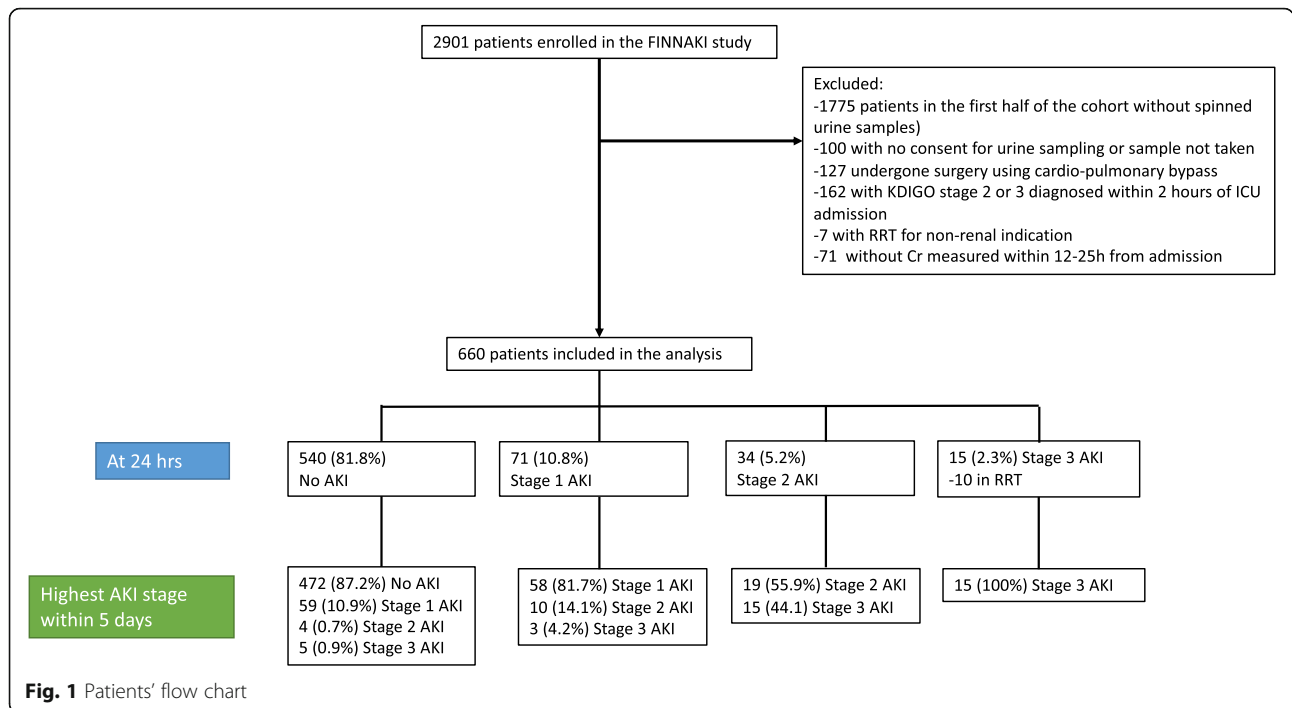 2901 patients enrolled in the FINNAKI study
Excluded:
-1775 patients in the first half of the cohort without spinned
urine samples)
-100 with no consent for urine sampling or sample not taken
-127 undergone surgery using cardio-pulmonary bypass
-162 with KDIGO stage 2 or 3 diagnosed within 2 hours of ICU
admission
-7 with RRT for non-renal indication
-71 without Cr measured within 12-25h from admission
660 patients included in the analysis
At 24 hrs
540 (81.8%)
No AKI
71 (10.8%)
Stage 1 AKI
34 (5.2%)
Stage 2 AKI
15 (2.3%) Stage 3 AKI
-10 in RRT
Highest AKI stage
within 5 days
472 (87.2%) No AKI
59 (10.9%) Stage 1 AKI
4 (0.7%) Stage 2 AKI
5 (0.9%) Stage 3 AKI
58 (81.7%) Stage 1 AKI
10 (14.1%) Stage 2 AKI
3 (4.2%) Stage 3 AKI
19 (55.9%) Stage 2 AKI
15 (44.1) Stage 3 AKI
15 (100%) Stage 3 AKI
Fig. 1 Patients' flow chart